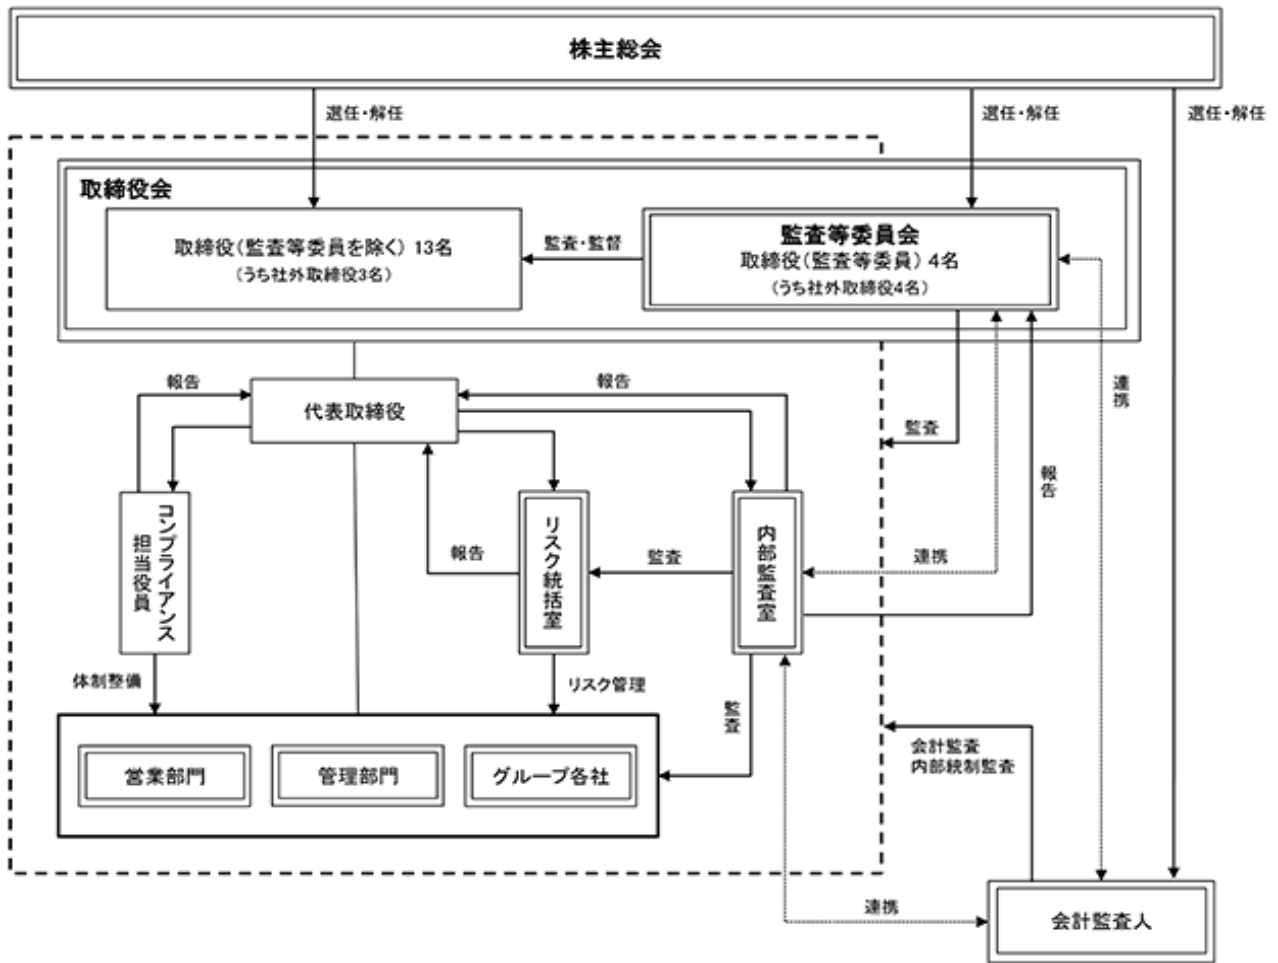 株主総会
選任・解任
選任・解任
選任・解任
取締役会
取締役(監査等委員を除く) 13名
(うち社外取締役3名)
監査・監督
監査等委員会
取締役(監査等委員) 4名
(うち社外取締役4名)
報告
代表取締役
報告
監査
連携
報告
コンプライアンス
担当役員
報告
リスク統括室
監査
内部監査室
連携
体制整備
リスク管理
監査
営業部門
管理部門
グループ各社
会計監査
内部統制監査
連携
会計監査人